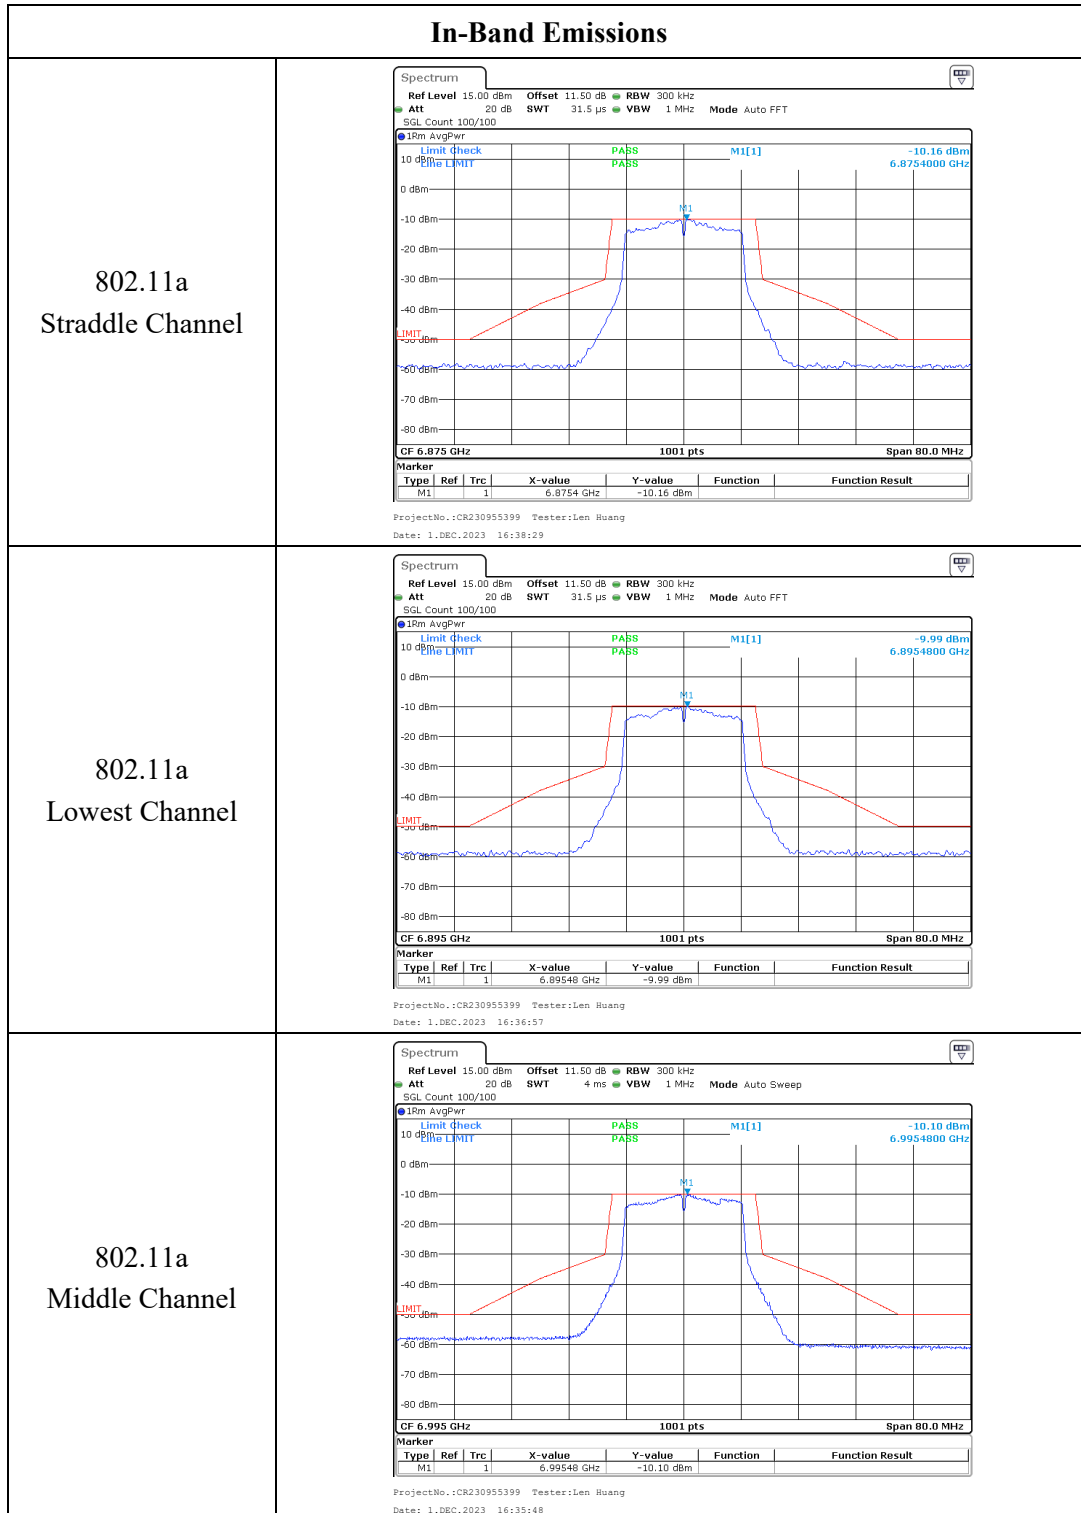 In-Band Emissions
802.11a
Straddle Channel
Spectrum
Ref Level 15.00 dBm Offset 11.50 dB RBW 300 kHz
Att 20 dB SWT 31.5 µs VBW 1 MHz Mode Auto FFT
SGL Count 100/100
1Rm AvgPwr
Limit Check PASS M1[1] -10.16 dBm
10 dBm Line LIMIT PASS 6.8754000 GHz
0 dBm
M1
-10 dBm
-20 dBm
-30 dBm
-40 dBm
LIMIT
-50 dBm
-60 dBm
-70 dBm
-80 dBm
CF 6.875 GHz 1001 pts Span 80.0 MHz
Marker
Type Ref Trc X-value Y-value Function Function Result
M1 1 6.8754 GHz -10.16 dBm
ProjectNo.:CR230955399 Tester:Len Huang
Date: 1.DEC.2023 16:38:29
802.11a
Lowest Channel
Spectrum
Ref Level 15.00 dBm Offset 11.50 dB RBW 300 kHz
Att 20 dB SWT 31.5 µs VBW 1 MHz Mode Auto FFT
SGL Count 100/100
1Rm AvgPwr
Limit Check PASS M1[1] -9.99 dBm
10 dBm Line LIMIT PASS 6.8954800 GHz
0 dBm
M1
-10 dBm
-20 dBm
-30 dBm
-40 dBm
LIMIT
-50 dBm
-60 dBm
-70 dBm
-80 dBm
CF 6.895 GHz 1001 pts Span 80.0 MHz
Marker
Type Ref Trc X-value Y-value Function Function Result
M1 1 6.89548 GHz -9.99 dBm
ProjectNo.:CR230955399 Tester:Len Huang
Date: 1.DEC.2023 16:36:57
802.11a
Middle Channel
Spectrum
Ref Level 15.00 dBm Offset 11.50 dB RBW 300 kHz
Att 20 dB SWT 4 ms VBW 1 MHz Mode Auto Sweep
SGL Count 100/100
1Rm AvgPwr
Limit Check PASS M1[1] -10.10 dBm
10 dBm Line LIMIT PASS 6.9954800 GHz
0 dBm
M1
-10 dBm
-20 dBm
-30 dBm
-40 dBm
LIMIT
-50 dBm
-60 dBm
-70 dBm
-80 dBm
CF 6.995 GHz 1001 pts Span 80.0 MHz
Marker
Type Ref Trc X-value Y-value Function Function Result
M1 1 6.99548 GHz -10.10 dBm
ProjectNo.:CR230955399 Tester:Len Huang
Date: 1.DEC.2023 16:35:48